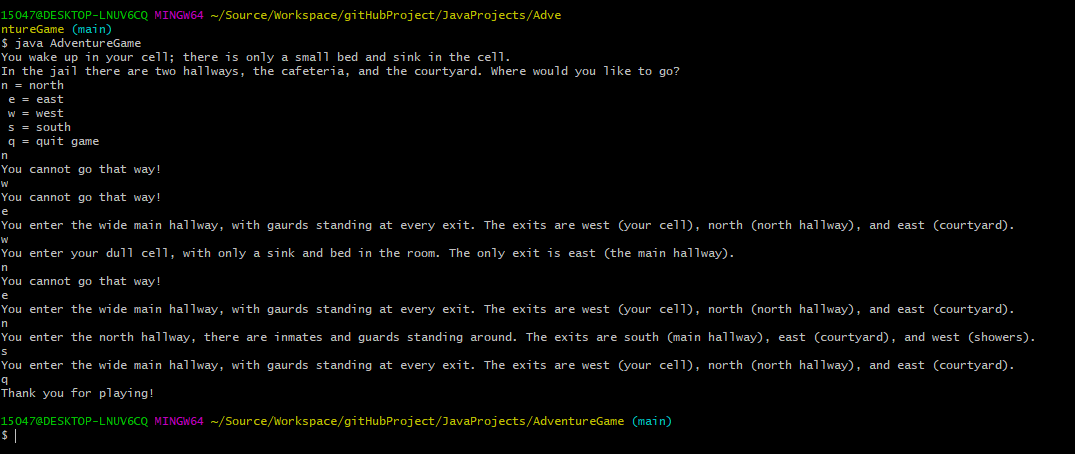 15047@DESKTOP-LNUV6CQ MINGW64 ~/Source/Workspace/gitHubProject/JavaProjects/Adve
ntureGame (main)
$ java AdventureGame
You wake up in your cell; there is only a small bed and sink in the cell.
In the jail there are two hallways, the cafeteria, and the courtyard. Where would you like to go?
n = north
 e = east
 w = west
 s = south
 q = quit game
n
You cannot go that way!
w
You cannot go that way!
e
You enter the wide main hallway, with gaurds standing at every exit. The exits are west (your cell), north (north hallway), and east (courtyard).
w
You enter your dull cell, with only a sink and bed in the room. The only exit is east (the main hallway).
n
You cannot go that way!
e
You enter the wide main hallway, with gaurds standing at every exit. The exits are west (your cell), north (north hallway), and east (courtyard).
n
You enter the north hallway, there are inmates and guards standing around. The exits are south (main hallway), east (courtyard), and west (showers).
s
You enter the wide main hallway, with gaurds standing at every exit. The exits are west (your cell), north (north hallway), and east (courtyard).
q
Thank you for playing!
15047@DESKTOP-LNUV6CQ MINGW64 ~/Source/Workspace/gitHubProject/JavaProjects/AdventureGame (main)
$